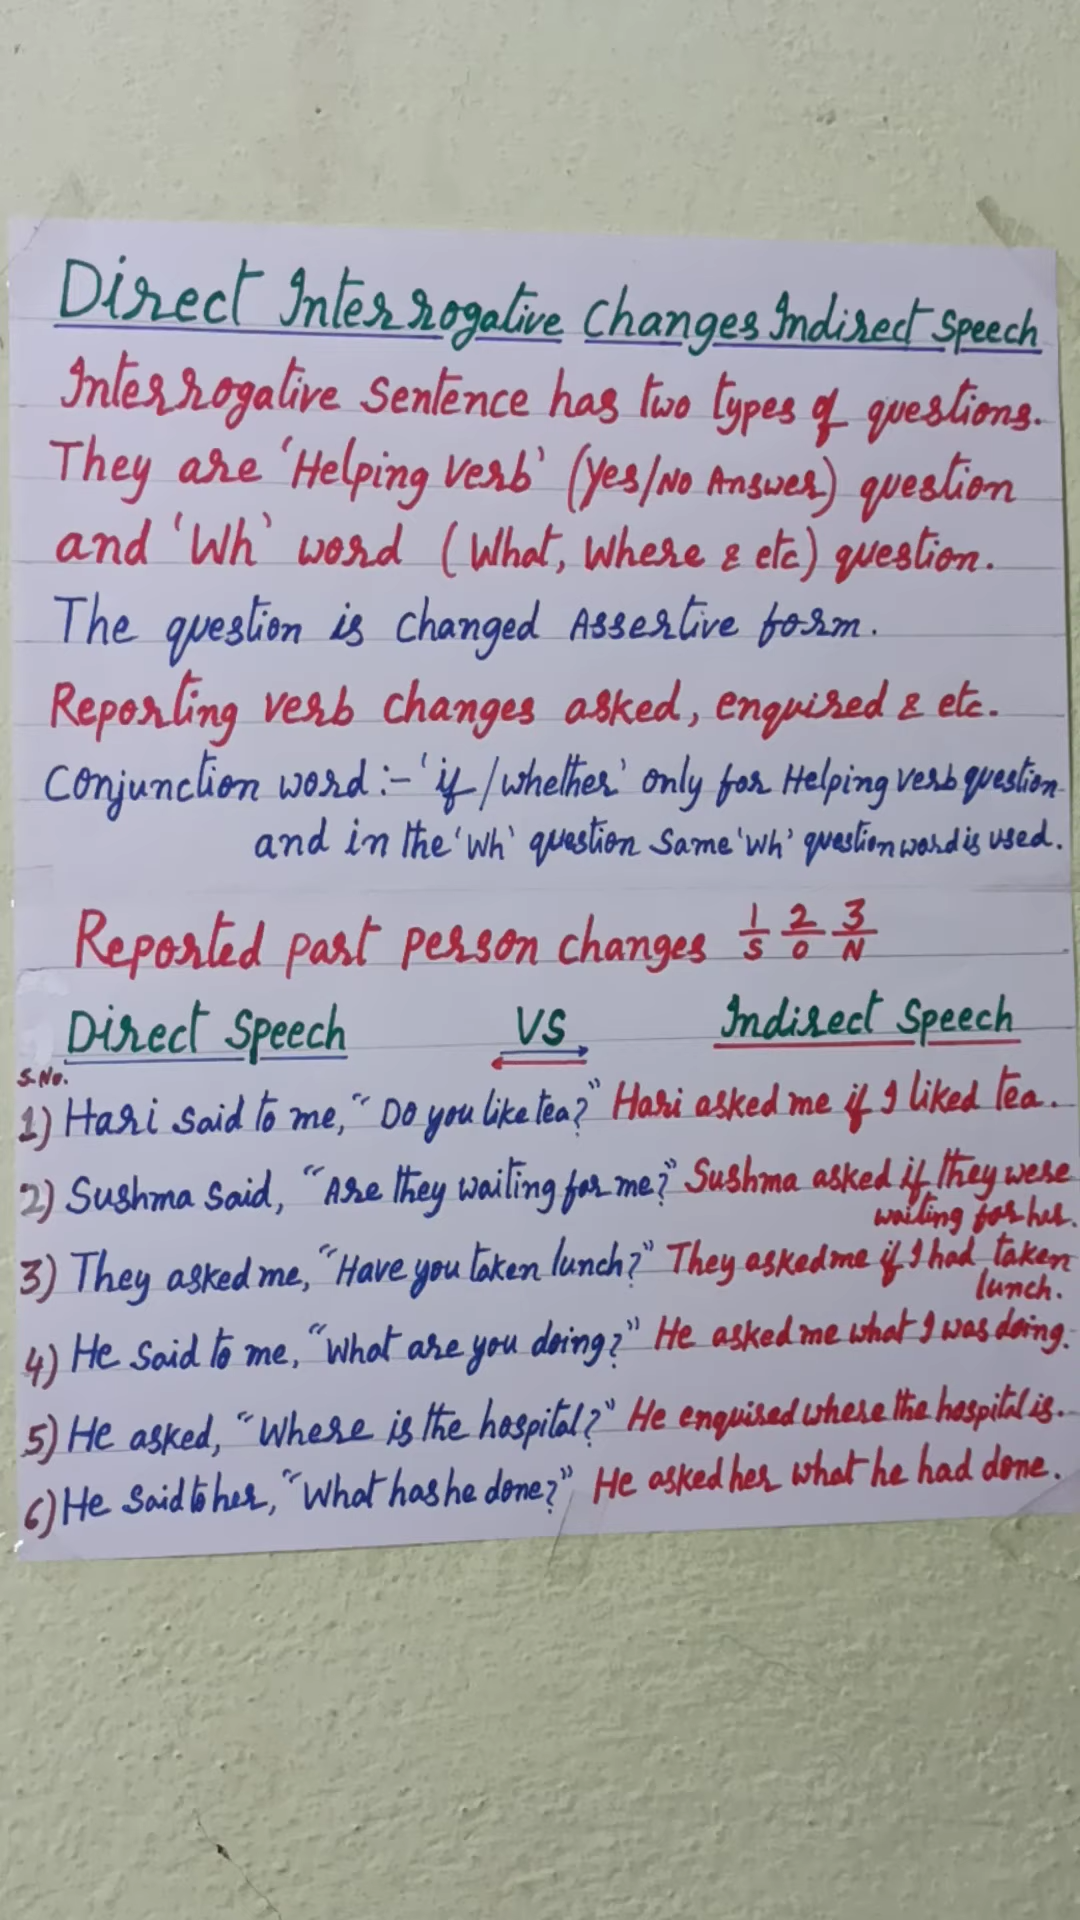 Direct Interrogative Changes Indirect Speech
Interrogative Sentence has two types of questions.
They are 'Helping Verb' (Yes/No Answer) question
and 'Wh' word (What, Where & etc) question.
The question is changed Assertive form.
Reporting verb changes asked, enquired & etc.
Conjunction word :- 'if/whether' only for Helping verb question
and in the 'Wh' question Same 'Wh' question word is used.
Reported part person changes 1/S 2/O 3/N
Direct Speech VS Indirect Speech
S.No.
1) Hari said to me, "Do you like tea?" Hari asked me if I liked tea.
2) Sushma said, "Are they waiting for me?" Sushma asked if they were
waiting for her.
3) They asked me, "Have you taken lunch?" They asked me if I had taken
lunch.
4) He said to me, "What are you doing?" He asked me what I was doing.
5) He asked, "Where is the hospital?" He enquired where the hospital is.
6) He said to her, "What has he done?" He asked her what he had done.